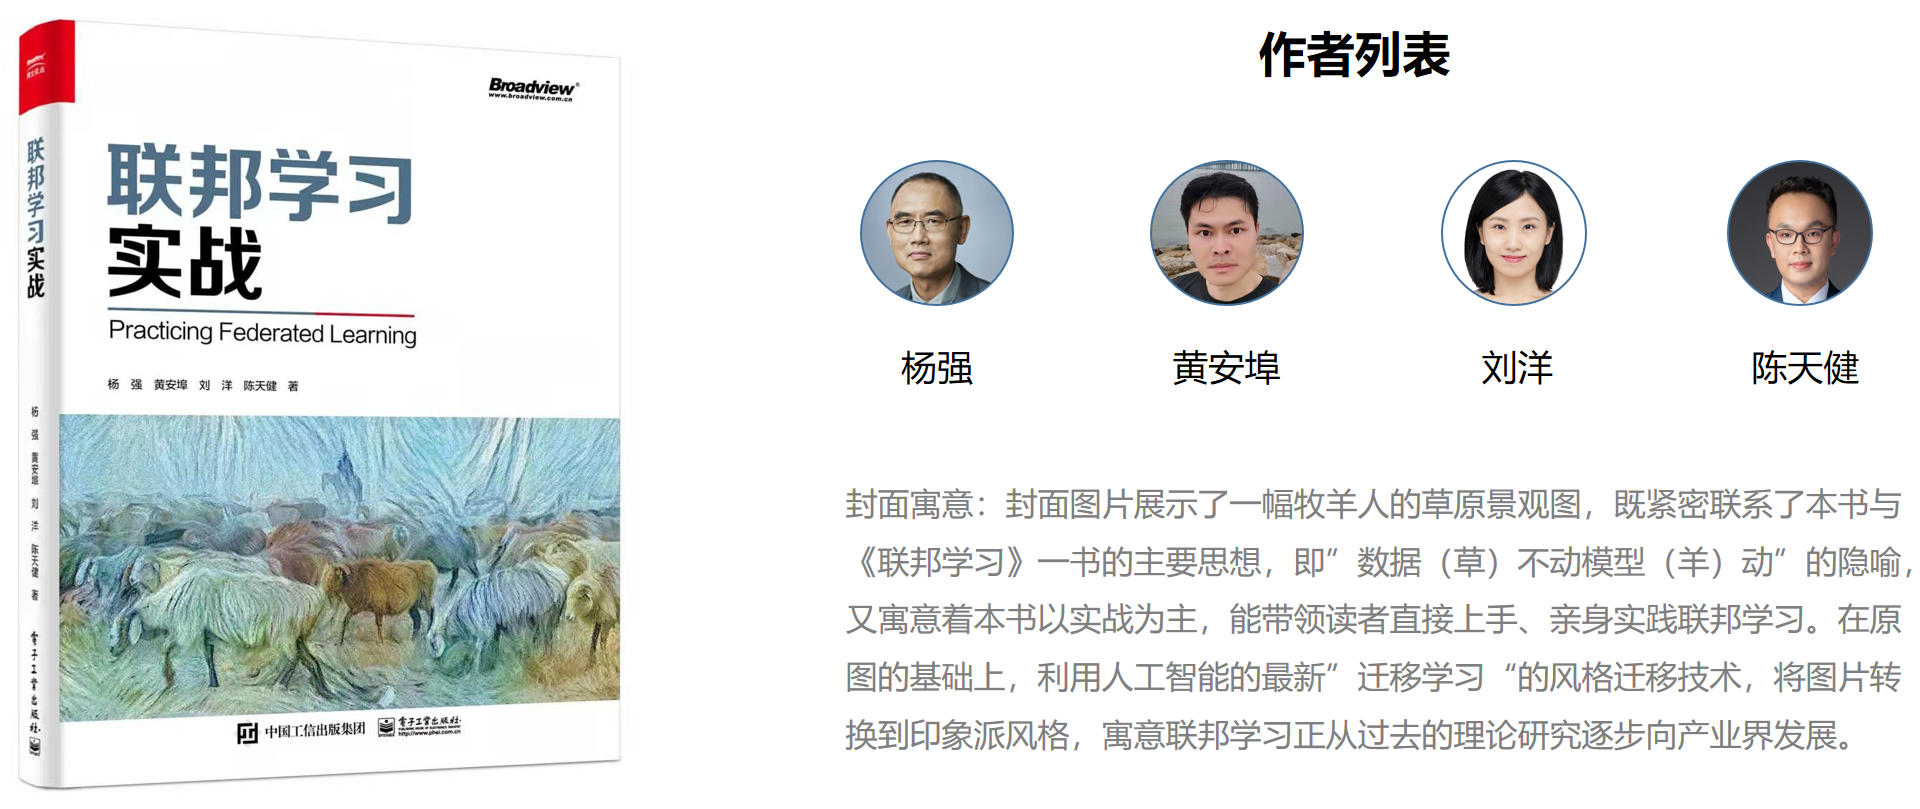 Broadview®
www.broadview.com.cn
联邦学习
实战
Practicing Federated Learning
杨 强 黄安埠 刘 洋 陈天健 著
中国工信出版集团
电子工业出版社
http://www.phei.com.cn
联邦学习实战
杨 强 黄安埠 刘 洋 陈天健 著
电子工业出版社
作者列表
杨强
黄安埠
刘洋
陈天健
封面寓意：封面图片展示了一幅牧羊人的草原景观图，既紧密联系了本书与
《联邦学习》一书的主要思想，即”数据（草）不动模型（羊）动”的隐喻，
又寓意着本书以实战为主，能带领读者直接上手、亲身实践联邦学习。在原
图的基础上，利用人工智能的最新”迁移学习“的风格迁移技术，将图片转
换到印象派风格，寓意联邦学习正从过去的理论研究逐步向产业界发展。